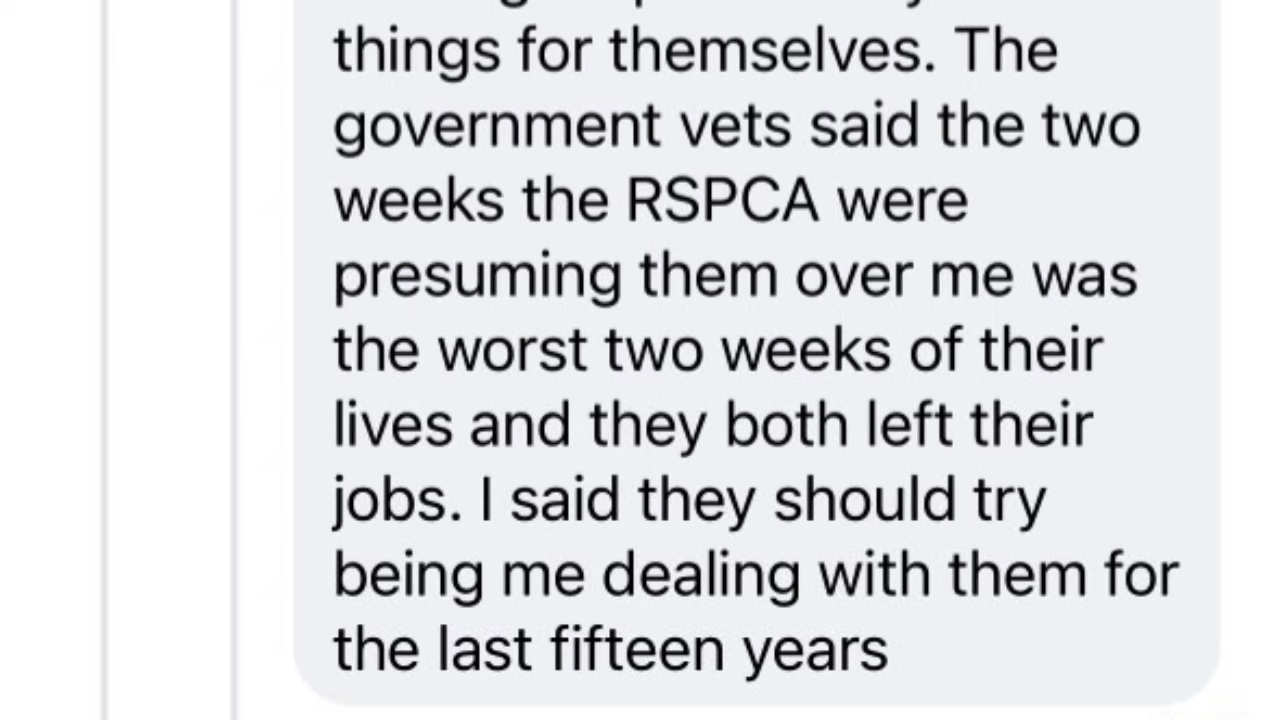 things for themselves. The
government vets said the two
weeks the RSPCA were
presuming them over me was
the worst two weeks of their
lives and they both left their
jobs. I said they should try
being me dealing with them for
the last fifteen years